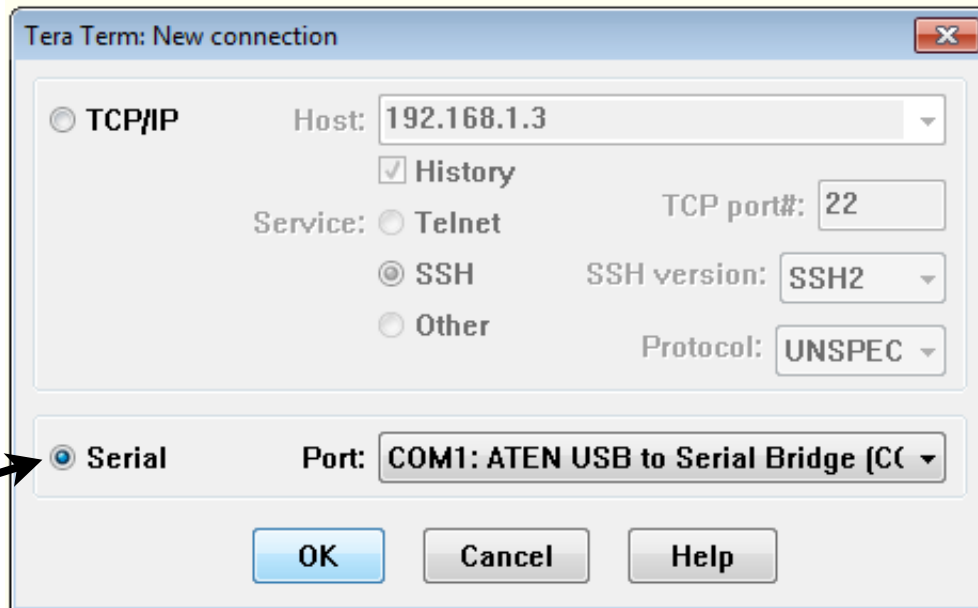 Tera Term: New connection
TCP/IP Host: 192.168.1.3
History
Service: Telnet TCP port#: 22
SSH SSH version: SSH2
Other Protocol: UNSPEC
Serial Port: COM1: ATEN USB to Serial Bridge (C
OK Cancel Help